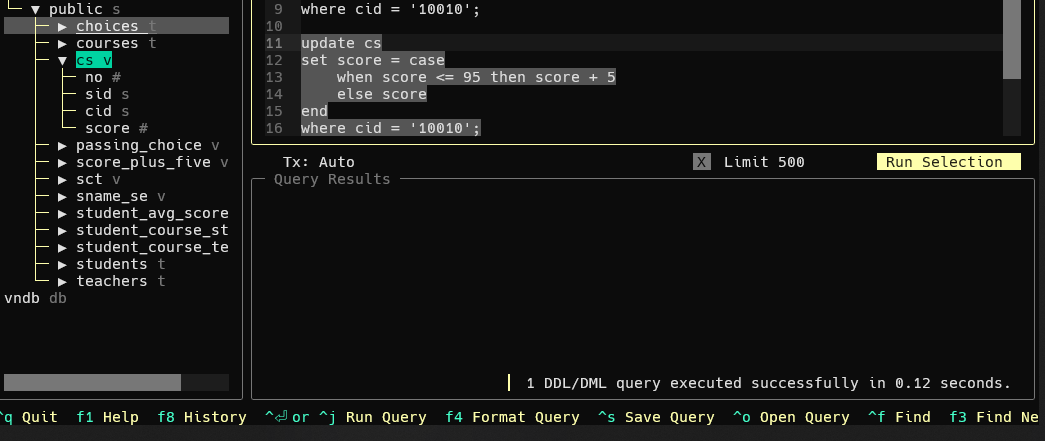 ▼ public s
▶ choices t
▶ courses t
▼ cs v
no #
sid s
cid s
score #
▶ passing_choice v
▶ score_plus_five v
▶ sct v
▶ sname_se v
▶ student_avg_score
▶ student_course_st
▶ student_course_te
▶ students t
▶ teachers t
vndb db
9 where cid = '10010';
10
11 update cs
12 set score = case
13 when score <= 95 then score + 5
14 else score
15 end
16 where cid = '10010';
Tx: Auto X Limit 500 Run Selection
Query Results
1 DDL/DML query executed successfully in 0.12 seconds.
^q Quit f1 Help f8 History ^⏎ or ^j Run Query f4 Format Query ^s Save Query ^o Open Query ^f Find f3 Find Ne